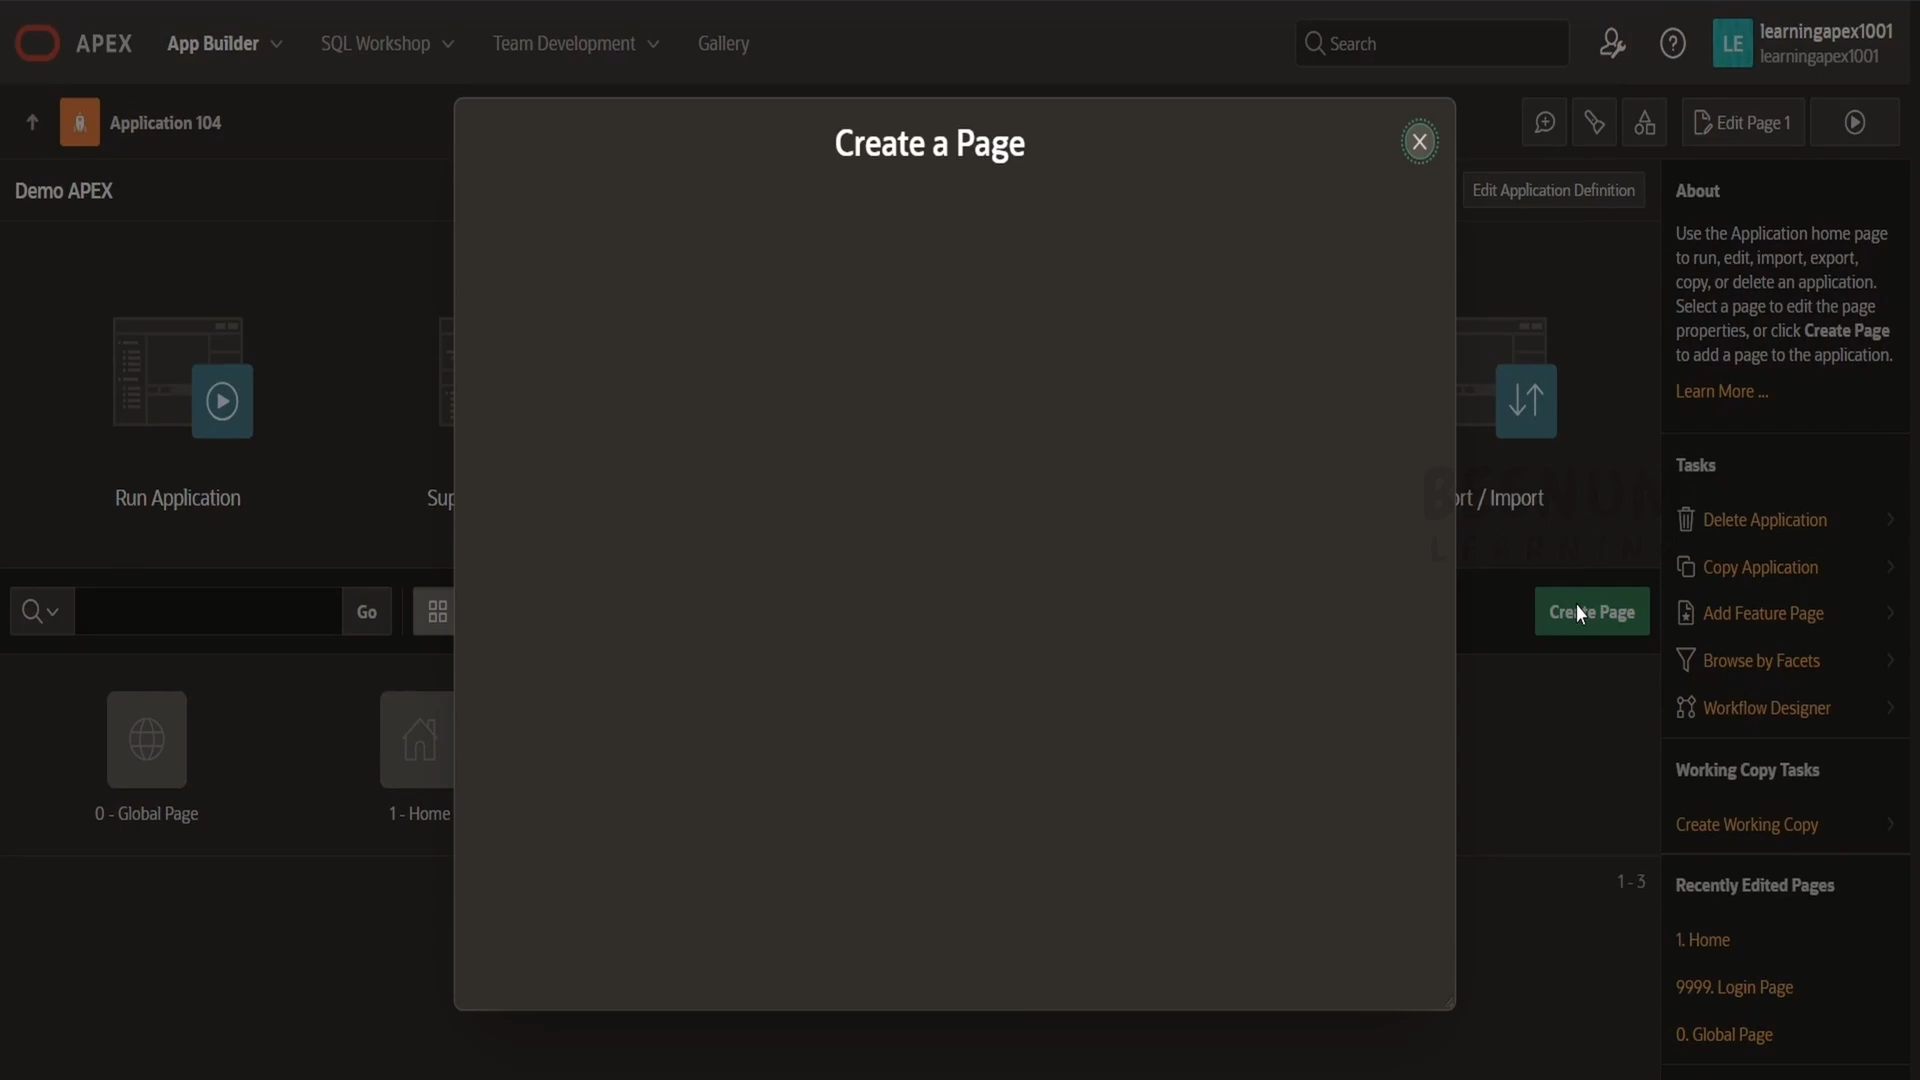 APEX
App Builder
SQL Workshop
Team Development
Gallery
Search
LE
learningapex1001
learningapex1001
Application 104
Create a Page
Edit Page 1
Demo APEX
Edit Application Definition
About
Use the Application home page
to run, edit, import, export,
copy, or delete an application.
Select a page to edit the page
properties, or click Create Page
to add a page to the application.
Learn More ...
Run Application
Sup
ort / Import
Tasks
Delete Application
Copy Application
Add Feature Page
Browse by Facets
Workflow Designer
Go
Create Page
0 - Global Page
1 - Home
Working Copy Tasks
Create Working Copy
1 - 3
Recently Edited Pages
1. Home
9999. Login Page
0. Global Page